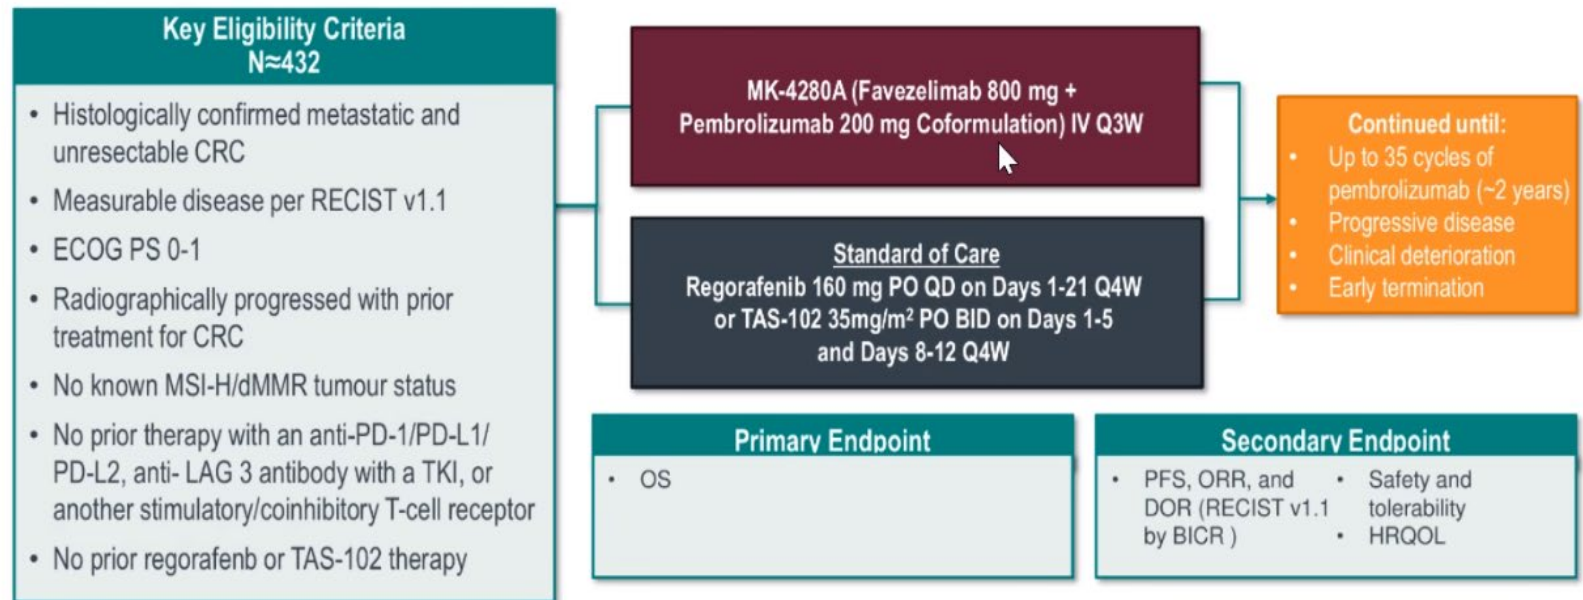 Key Eligibility Criteria
N≈432
• Histologically confirmed metastatic and
unresectable CRC
• Measurable disease per RECIST v1.1
• ECOG PS 0-1
• Radiographically progressed with prior
treatment for CRC
• No known MSI-H/dMMR tumour status
• No prior therapy with an anti-PD-1/PD-L1/
PD-L2, anti- LAG 3 antibody with a TKI, or
another stimulatory/coinhibitory T-cell receptor
• No prior regorafenb or TAS-102 therapy
MK-4280A (Favezelimab 800 mg +
Pembrolizumab 200 mg Coformulation) IV Q3W
Standard of Care
Regorafenib 160 mg PO QD on Days 1-21 Q4W
or TAS-102 35mg/m² PO BID on Days 1-5
and Days 8-12 Q4W
Continued until:
• Up to 35 cycles of
pembrolizumab (~2 years)
• Progressive disease
• Clinical deterioration
• Early termination
Primary Endpoint
• OS
Secondary Endpoint
• PFS, ORR, and
DOR (RECIST v1.1
by BICR )
• Safety and
tolerability
• HRQOL